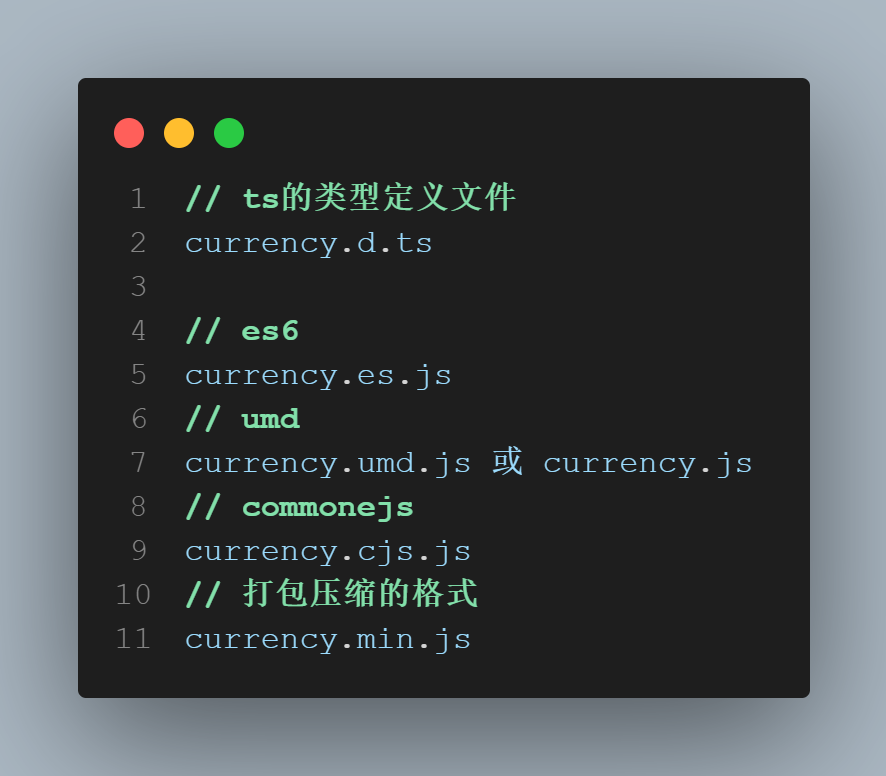 1 // ts的类型定义文件
2 currency.d.ts
3
4 // es6
5 currency.es.js
6 // umd
7 currency.umd.js 或 currency.js
8 // commonejs
9 currency.cjs.js
10 // 打包压缩的格式
11 currency.min.js